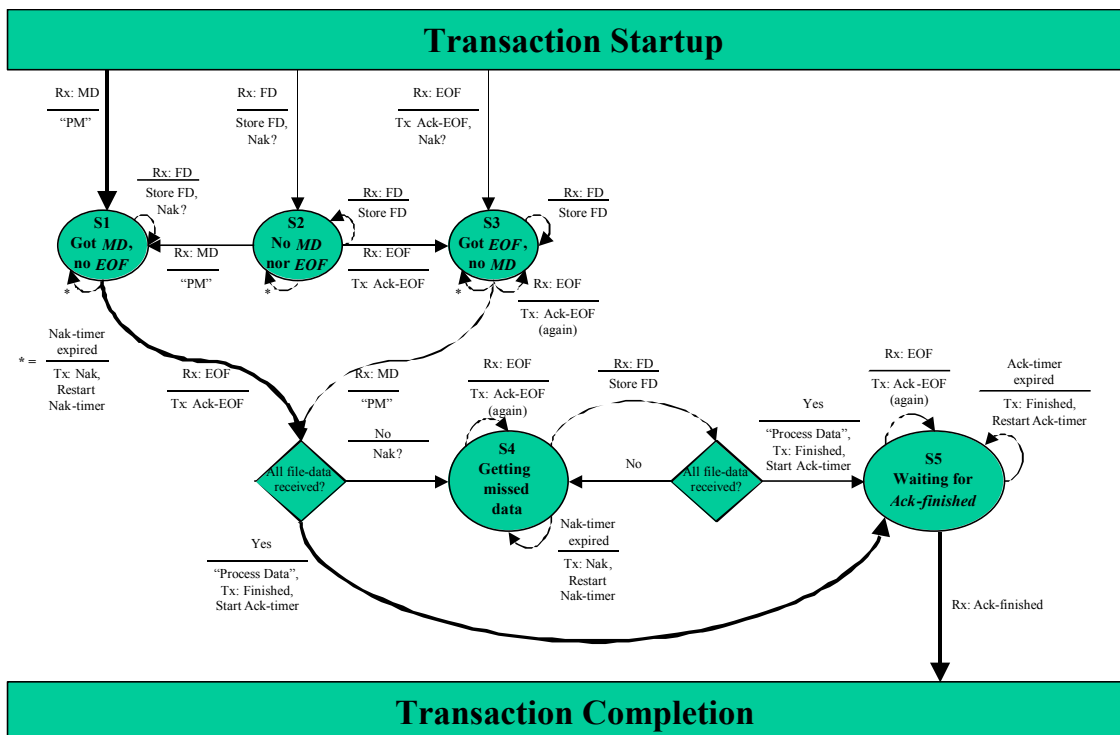 Transaction Startup
Rx: MD
"PM"
Rx: FD
Store FD,
Nak?
Rx: EOF
Tx: Ack-EOF,
Nak?
Rx: FD
Store FD,
Nak?
Rx: FD
Store FD
Rx: FD
Store FD
S1
Got MD,
no EOF
S2
No MD
nor EOF
S3
Got EOF,
no MD
Rx: MD
"PM"
Rx: EOF
Tx: Ack-EOF
*
*
*
Rx: EOF
Tx: Ack-EOF
(again)
* =
Nak-timer
expired
Tx: Nak,
Restart
Nak-timer
Rx: EOF
Tx: Ack-EOF
Rx: MD
"PM"
Rx: EOF
Tx: Ack-EOF
(again)
Rx: FD
Store FD
Rx: EOF
Tx: Ack-EOF
(again)
Ack-timer
expired
Tx: Finished,
Restart Ack-timer
Yes
"Process Data",
Tx: Finished,
Start Ack-timer
No
Nak?
All file-data
received?
S4
Getting
missed
data
No
All file-data
received?
S5
Waiting for
Ack-finished
Nak-timer
expired
Tx: Nak,
Restart
Nak-timer
Yes
"Process Data",
Tx: Finished,
Start Ack-timer
Rx: Ack-finished
Transaction Completion